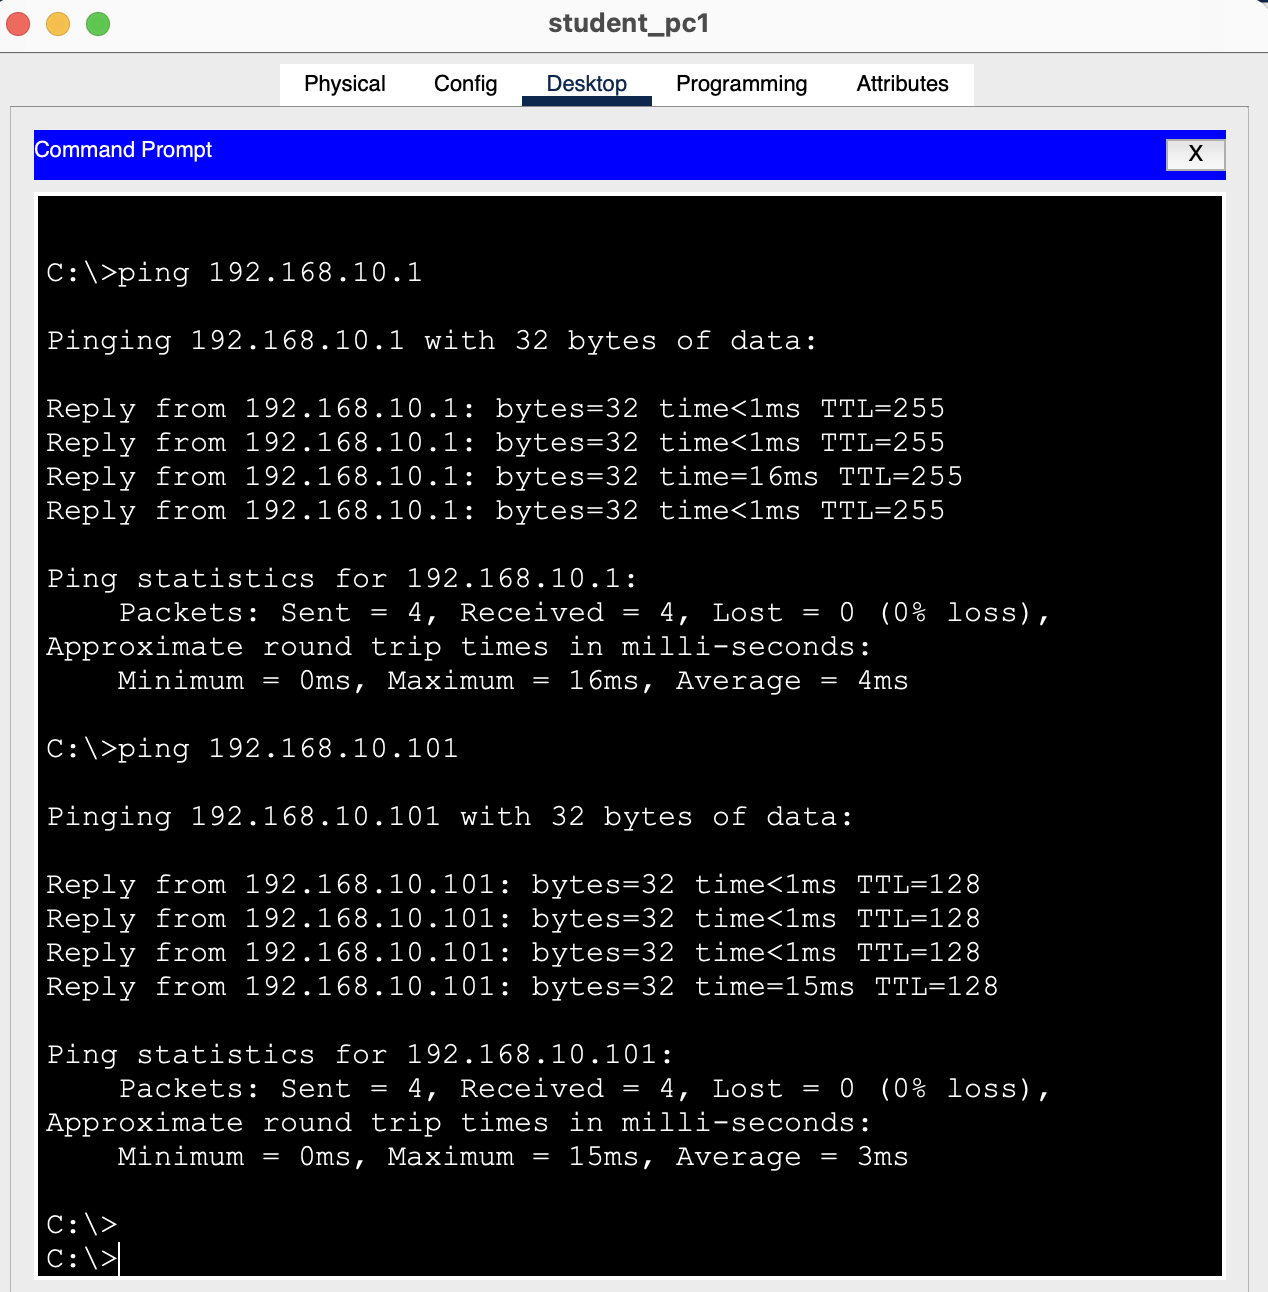 student_pc1
Physical Config Desktop Programming Attributes
Command Prompt X
C:\>ping 192.168.10.1
Pinging 192.168.10.1 with 32 bytes of data:
Reply from 192.168.10.1: bytes=32 time<1ms TTL=255
Reply from 192.168.10.1: bytes=32 time<1ms TTL=255
Reply from 192.168.10.1: bytes=32 time=16ms TTL=255
Reply from 192.168.10.1: bytes=32 time<1ms TTL=255
Ping statistics for 192.168.10.1:
    Packets: Sent = 4, Received = 4, Lost = 0 (0% loss),
Approximate round trip times in milli-seconds:
    Minimum = 0ms, Maximum = 16ms, Average = 4ms
C:\>ping 192.168.10.101
Pinging 192.168.10.101 with 32 bytes of data:
Reply from 192.168.10.101: bytes=32 time<1ms TTL=128
Reply from 192.168.10.101: bytes=32 time<1ms TTL=128
Reply from 192.168.10.101: bytes=32 time<1ms TTL=128
Reply from 192.168.10.101: bytes=32 time=15ms TTL=128
Ping statistics for 192.168.10.101:
    Packets: Sent = 4, Received = 4, Lost = 0 (0% loss),
Approximate round trip times in milli-seconds:
    Minimum = 0ms, Maximum = 15ms, Average = 3ms
C:\>
C:\>